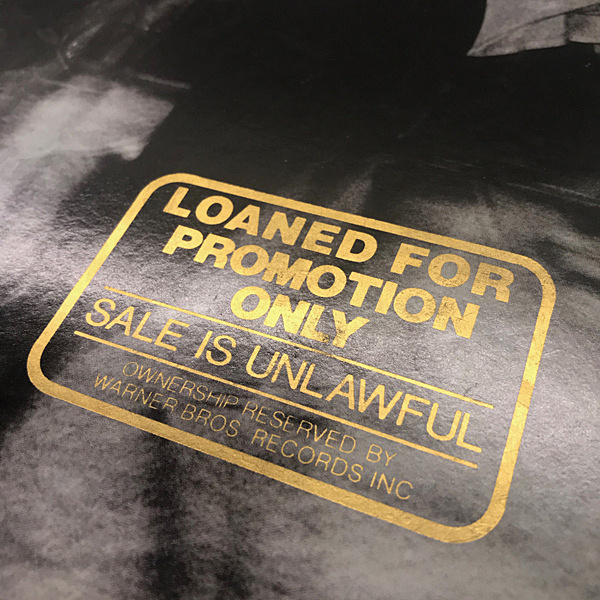 LOANED FOR
PROMOTION
ONLY
SALE IS UNLAWFUL
OWNERSHIP RESERVED BY
WARNER BROS. RECORDS INC